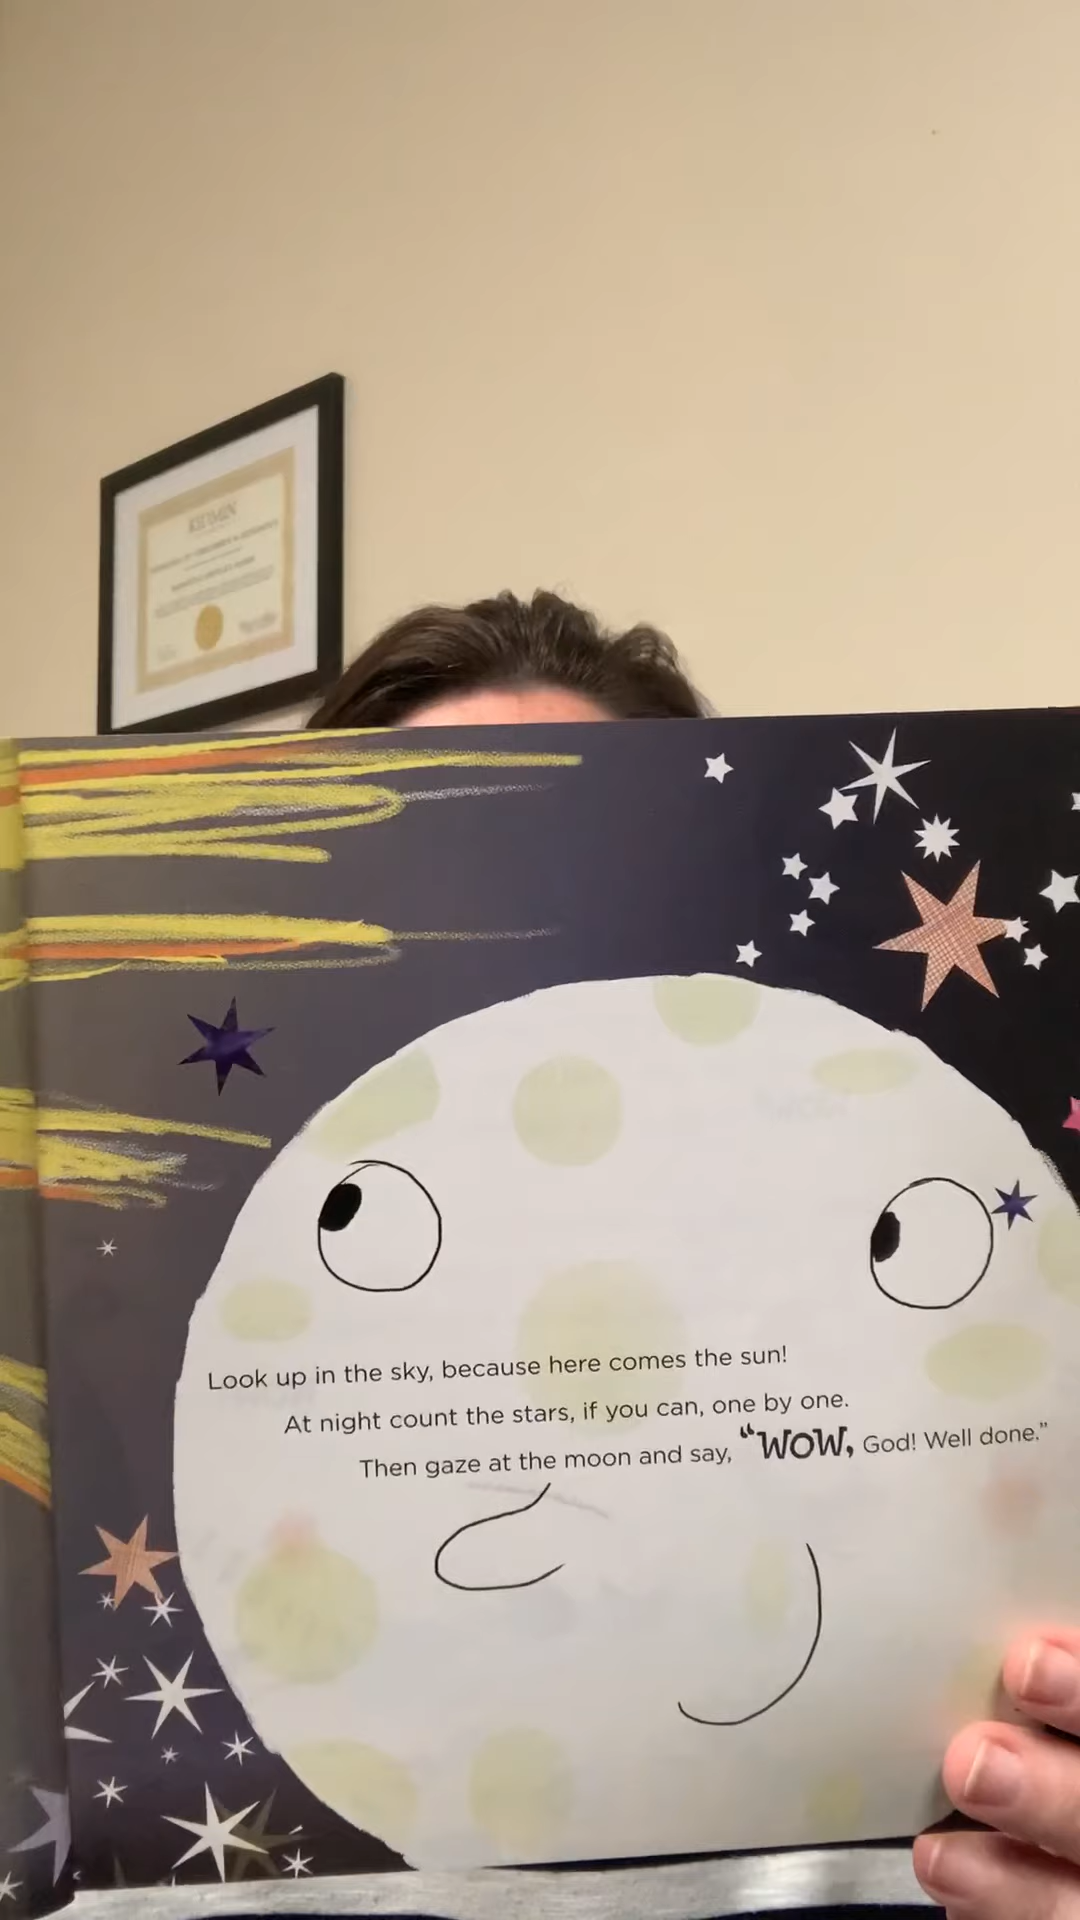 KIDMIN
Look up in the sky, because here comes the sun!
At night count the stars, if you can, one by one.
Then gaze at the moon and say, “WOW, God! Well done.”